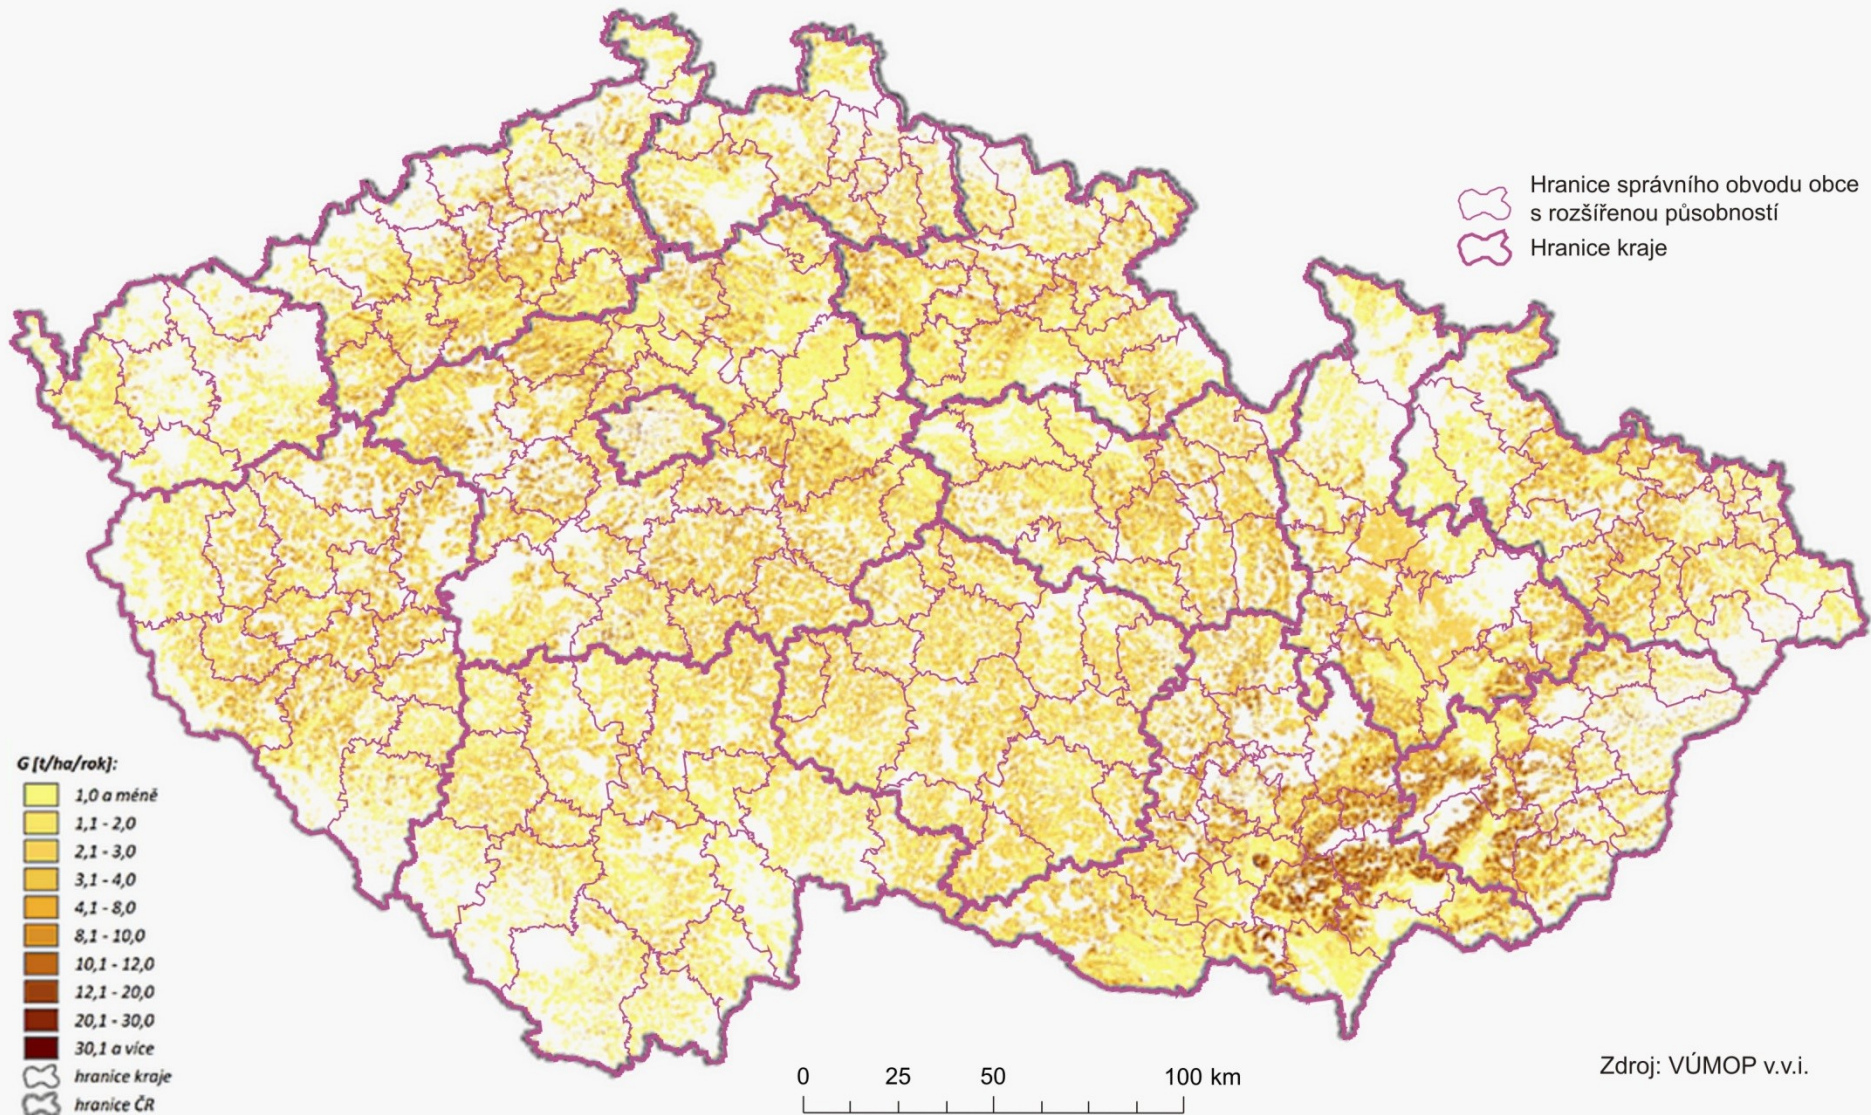 Hranice správního obvodu obce
s rozšířenou působností
Hranice kraje
G [t/ha/rok]:
1,0 a méně
1,1 - 2,0
2,1 - 3,0
3,1 - 4,0
4,1 - 8,0
8,1 - 10,0
10,1 - 12,0
12,1 - 20,0
20,1 - 30,0
30,1 a více
hranice kraje
hranice ČR
0 25 50 100 km
Zdroj: VÚMOP v.v.i.